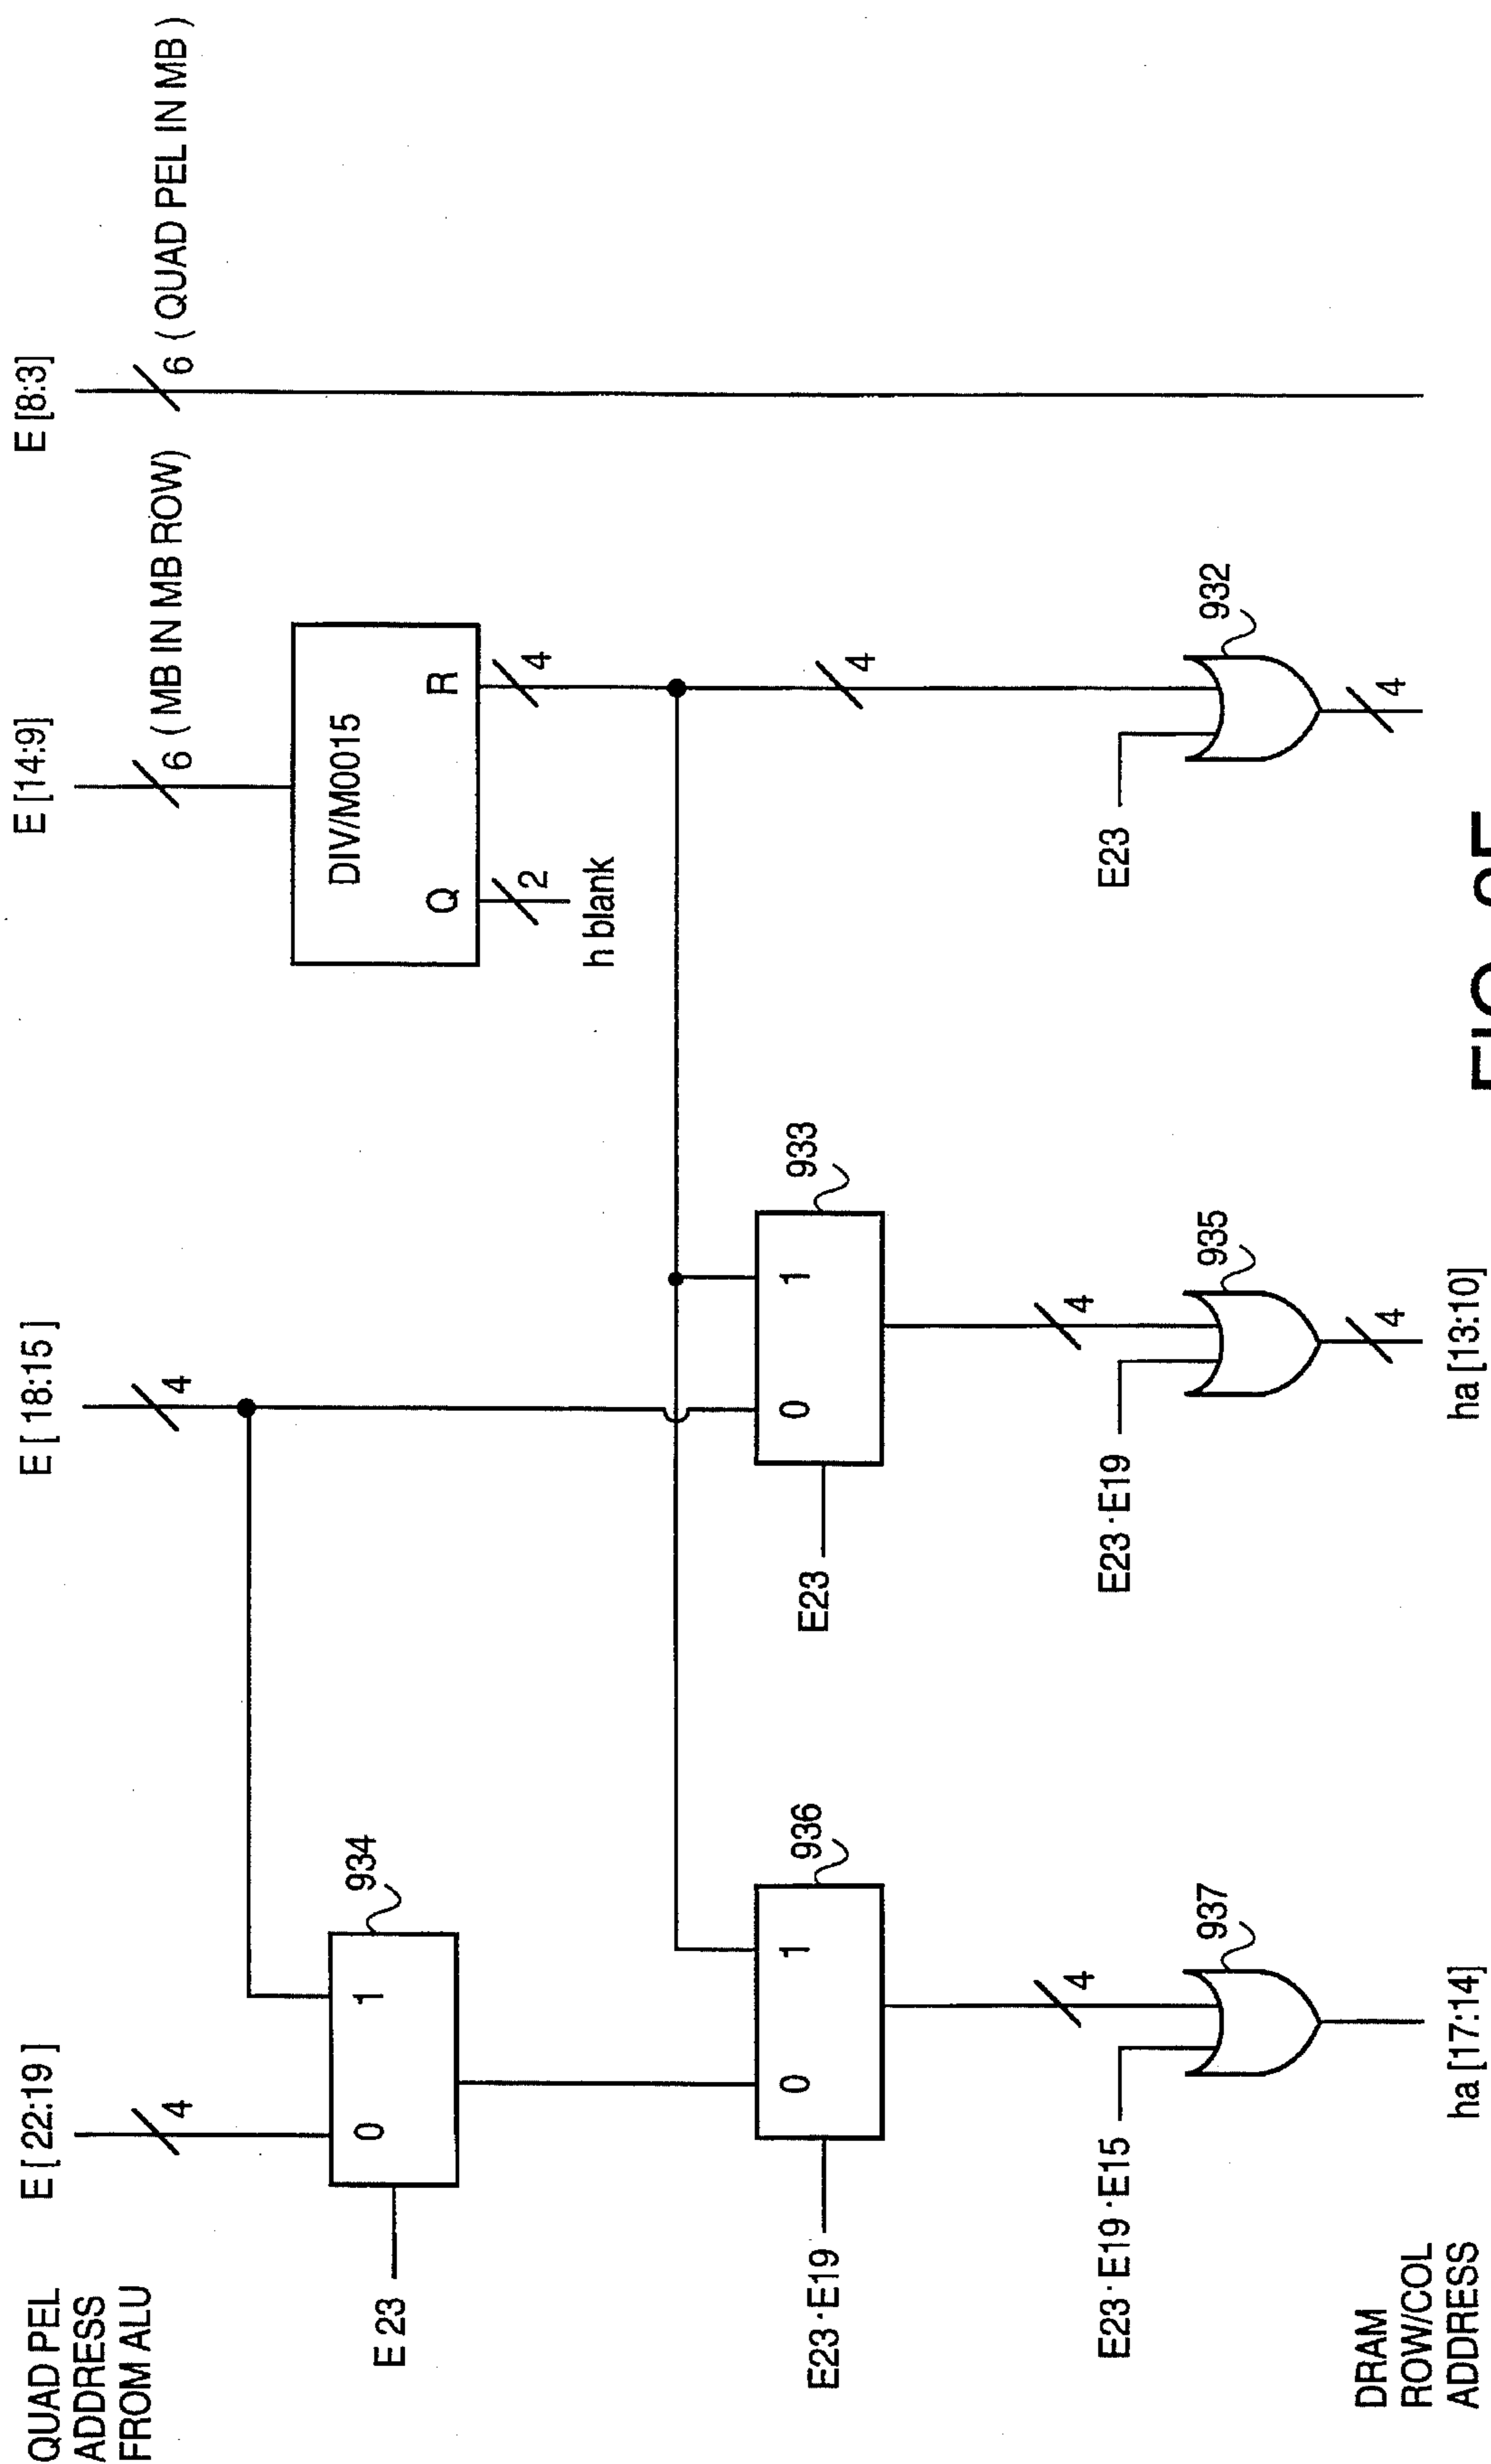 QUAD PEL
ADDRESS
FROM ALU
E [ 22:19 ]
E [ 18:15 ]
E [14:9]
E [8:3]
4
4
6 ( MB IN MB ROW)
6 ( QUAD PEL IN MB )
E 23
0
1
934
DIV/M0015
Q
R
2
4
h blank
E23·E19
0
1
936
E23
0
1
933
4
4
4
E23·E19·E15
937
E23·E19
935
E23
932
4
4
DRAM
ROW/COL
ADDRESS
ha [17:14]
ha [13:10]